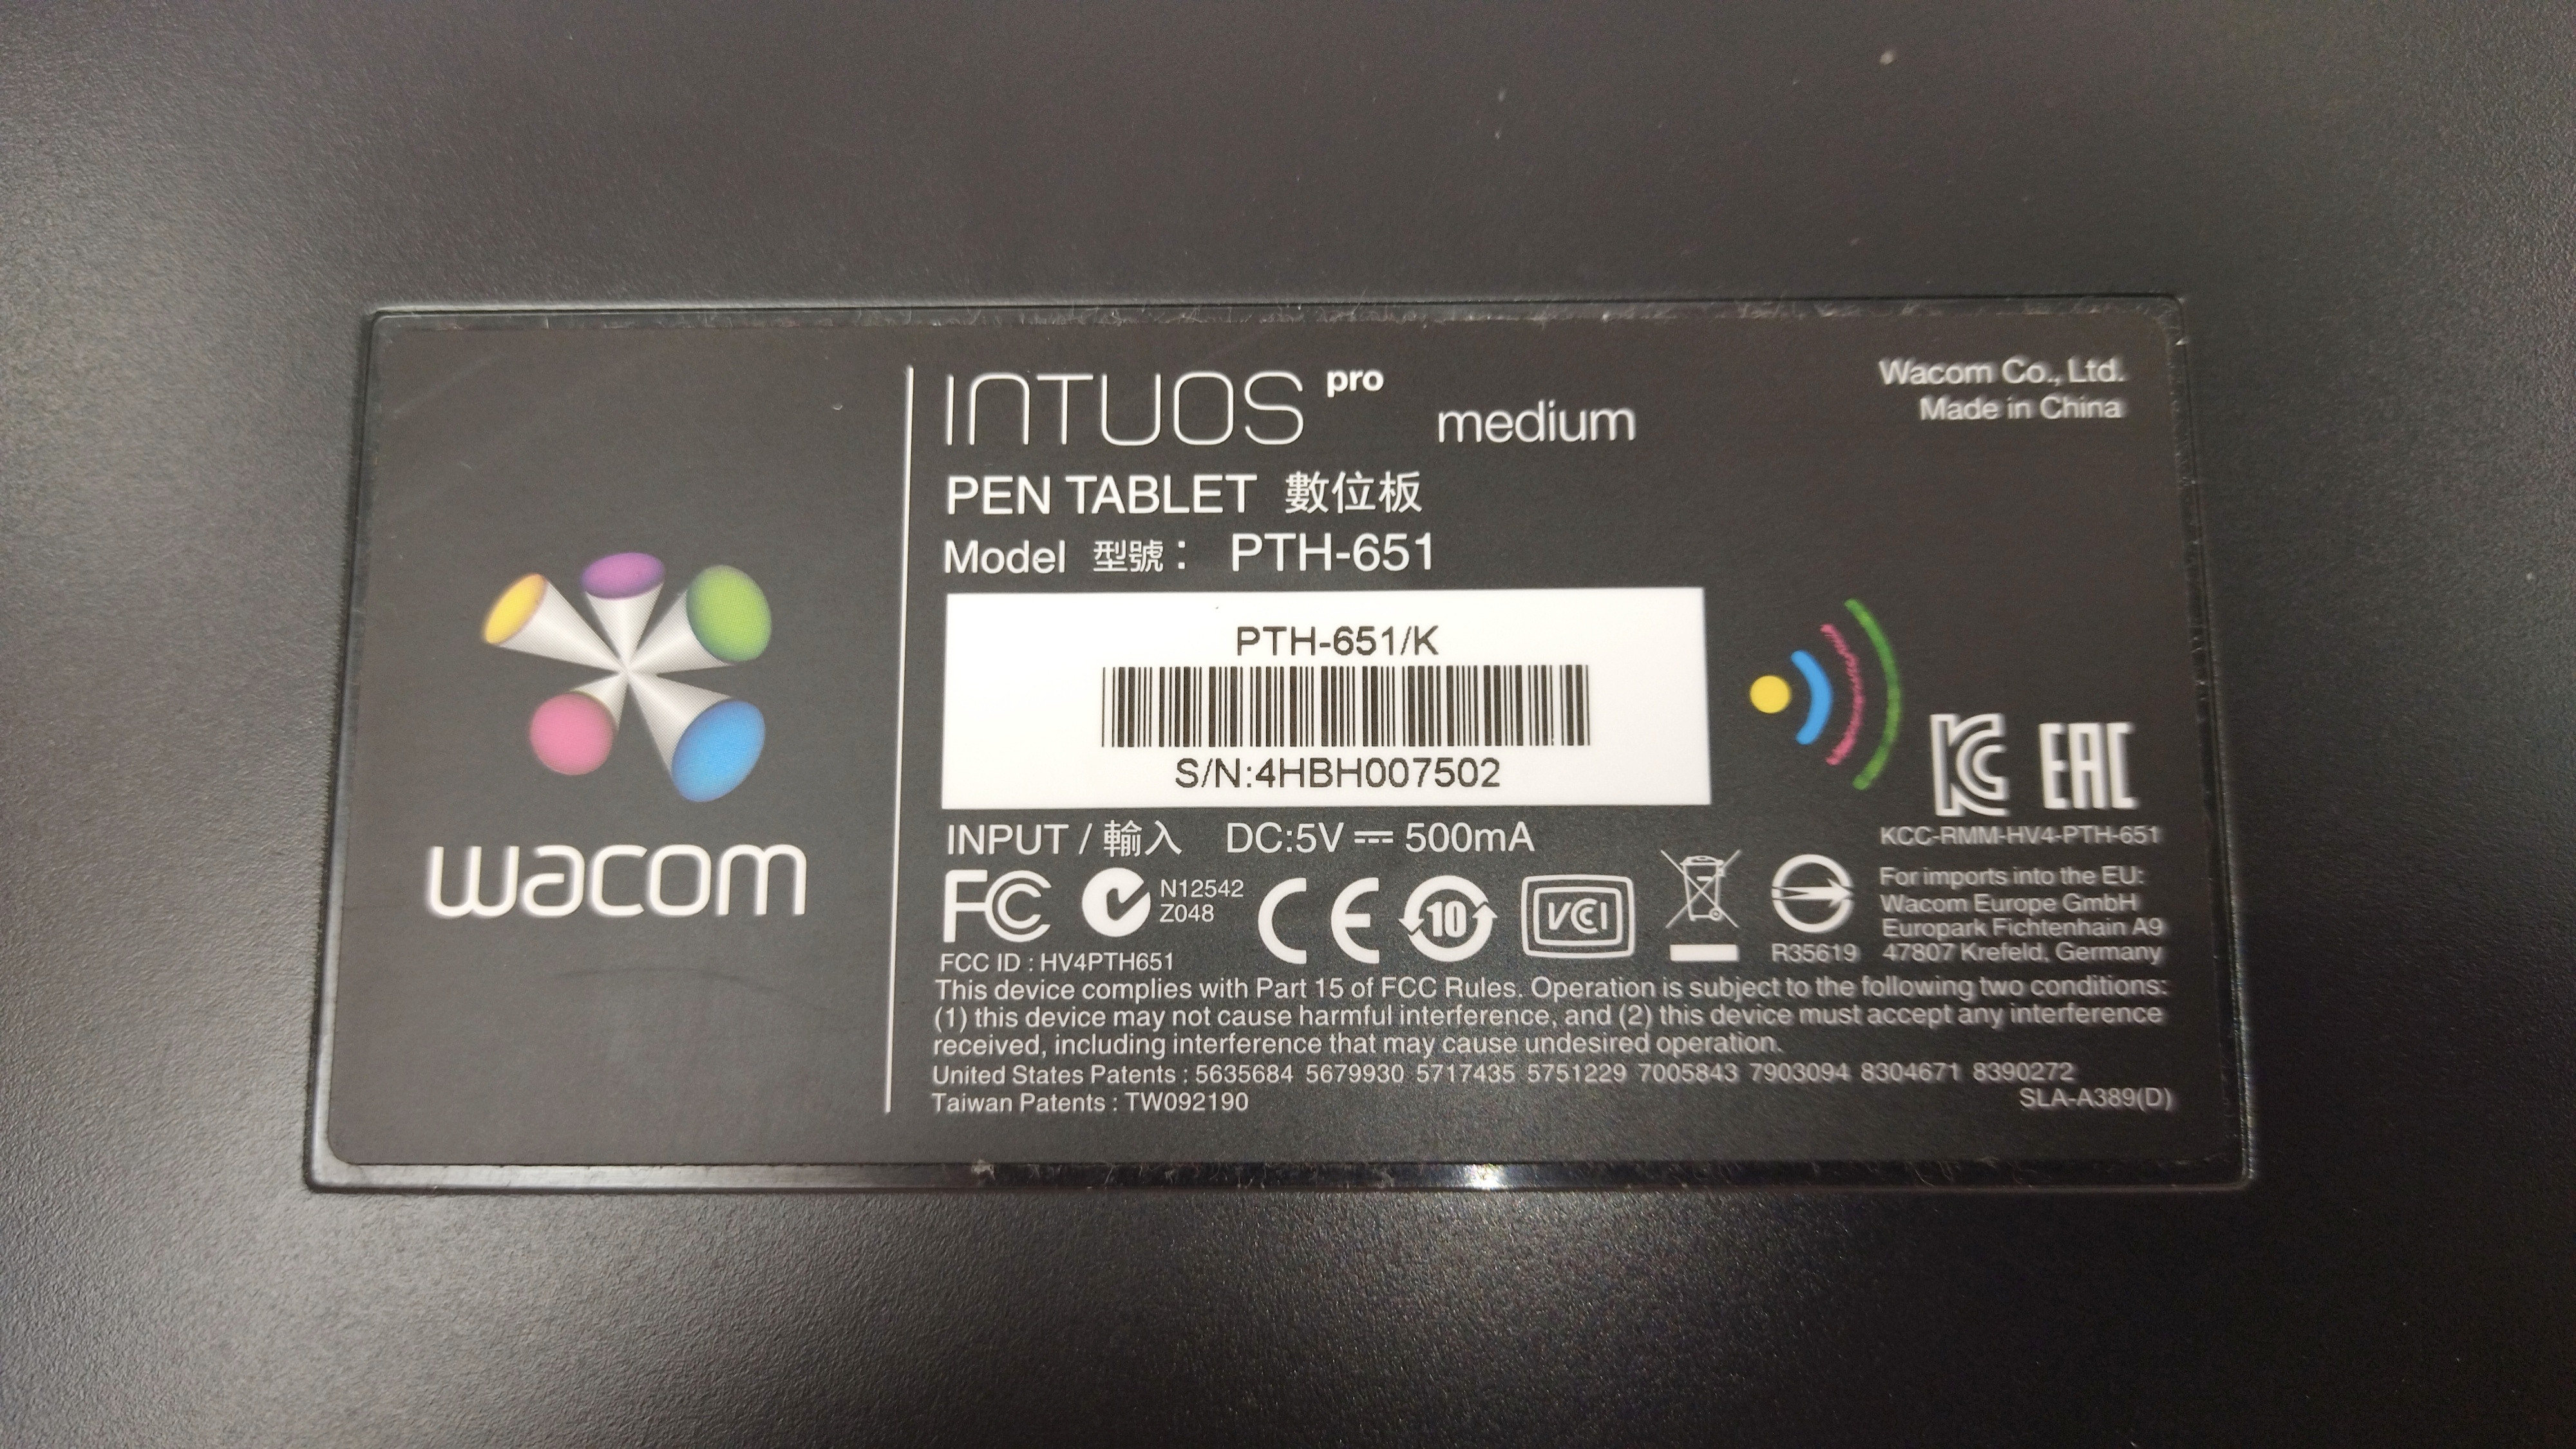 wacom
INTUOS pro medium
Wacom Co., Ltd.
Made in China
PEN TABLET 數位板
Model 型號： PTH-651
PTH-651/K
S/N:4HBH007502
KC EAC
KCC-RMM-HV4-PTH-651
INPUT / 輸入 DC:5V ⎓ 500mA
FC N12542
Z048
CE 10 VCI
R35619
For imports into the EU:
Wacom Europe GmbH
Europark Fichtenhain A9
47807 Krefeld, Germany
FCC ID : HV4PTH651
This device complies with Part 15 of FCC Rules. Operation is subject to the following two conditions:
(1) this device may not cause harmful interference, and (2) this device must accept any interference
received, including interference that may cause undesired operation.
United States Patents : 5635684 5679930 5717435 5751229 7005843 7903094 8304671 8390272
Taiwan Patents : TW092190
SLA-A389(D)